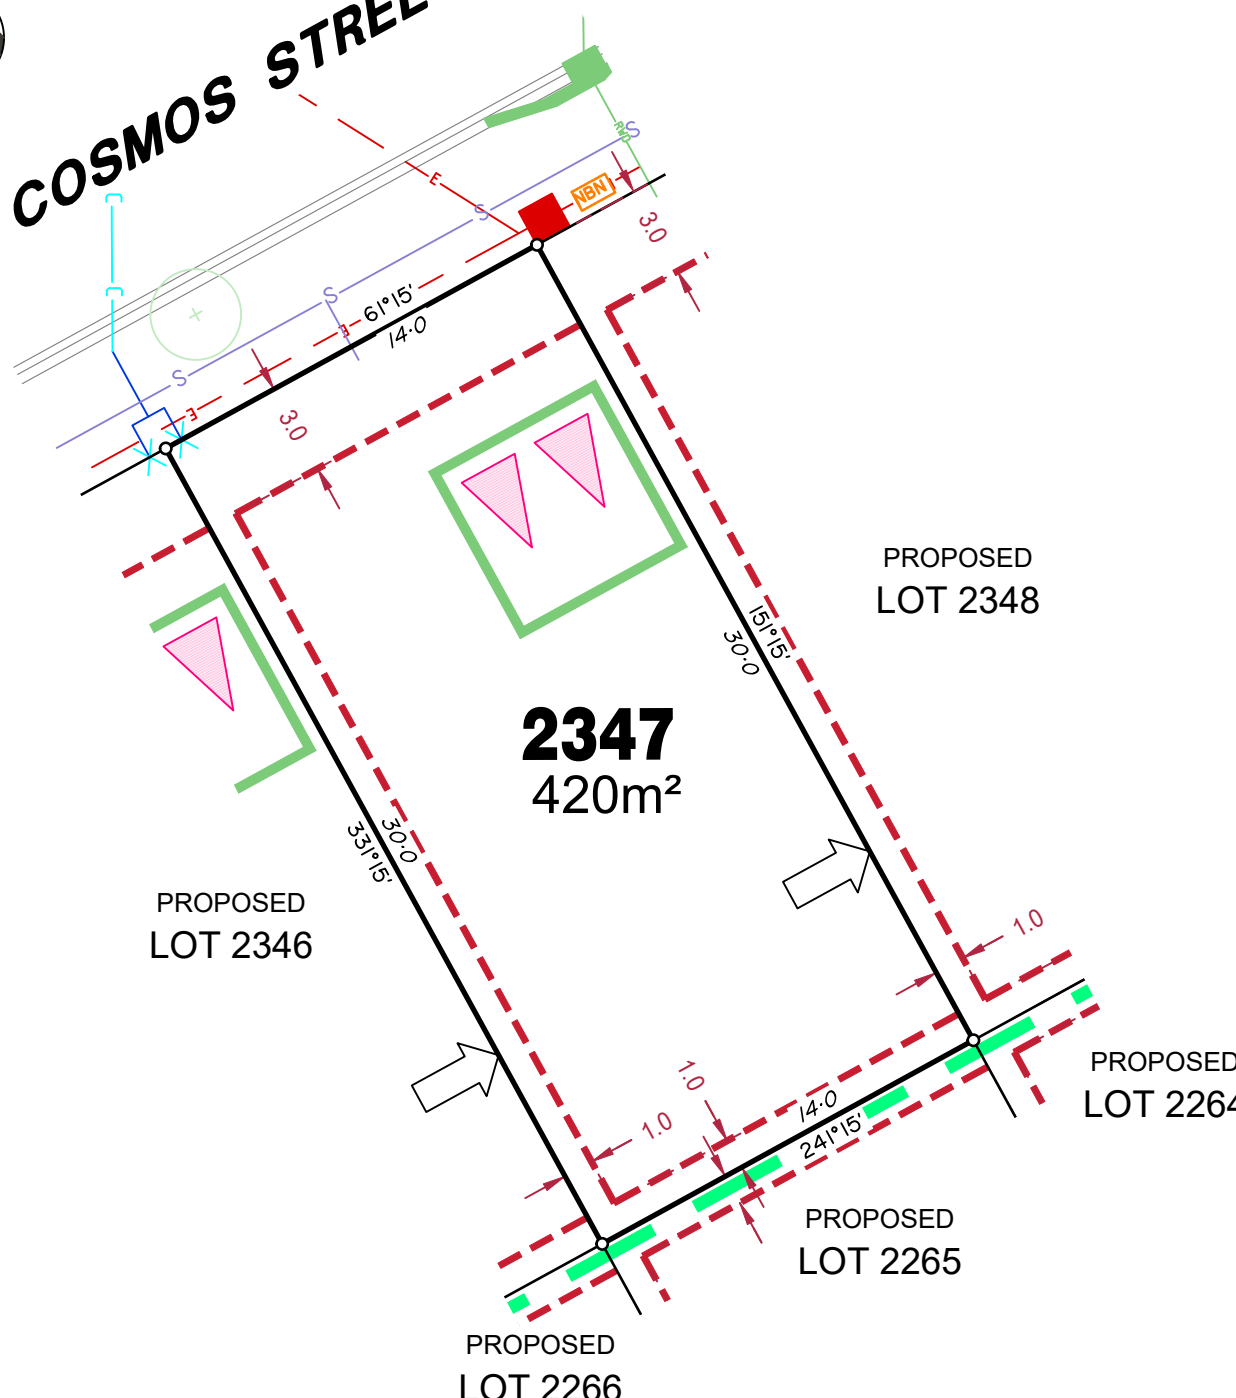 COSMOS STREE
E
S
RWD
NBN
3.0
S
61°15'
14·0
S
E
S
E
3.0
PROPOSED
LOT 2348
151°15'
30·0
2347
420m²
30·0
331°15'
PROPOSED
LOT 2346
1.0
1.0
1.0
14·0
241°15'
PROPOSED
LOT 2264
PROPOSED
LOT 2265
PROPOSED
LOT 2266